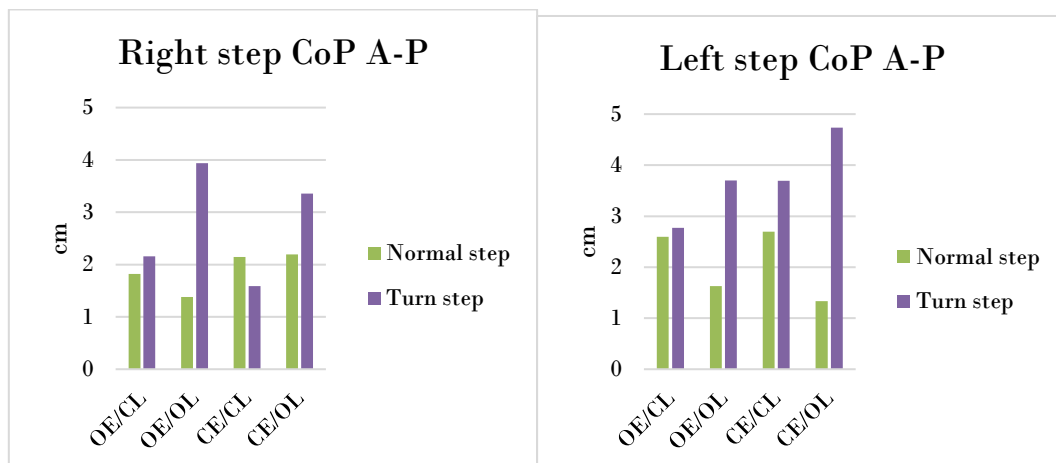 Right step CoP A-P
5
4
3
2
1
0
cm
OE/CL
OE/OL
CE/CL
CE/OL
Normal step
Turn step
Left step CoP A-P
5
4
3
2
1
0
cm
OE/CL
OE/OL
CE/CL
CE/OL
Normal step
Turn step